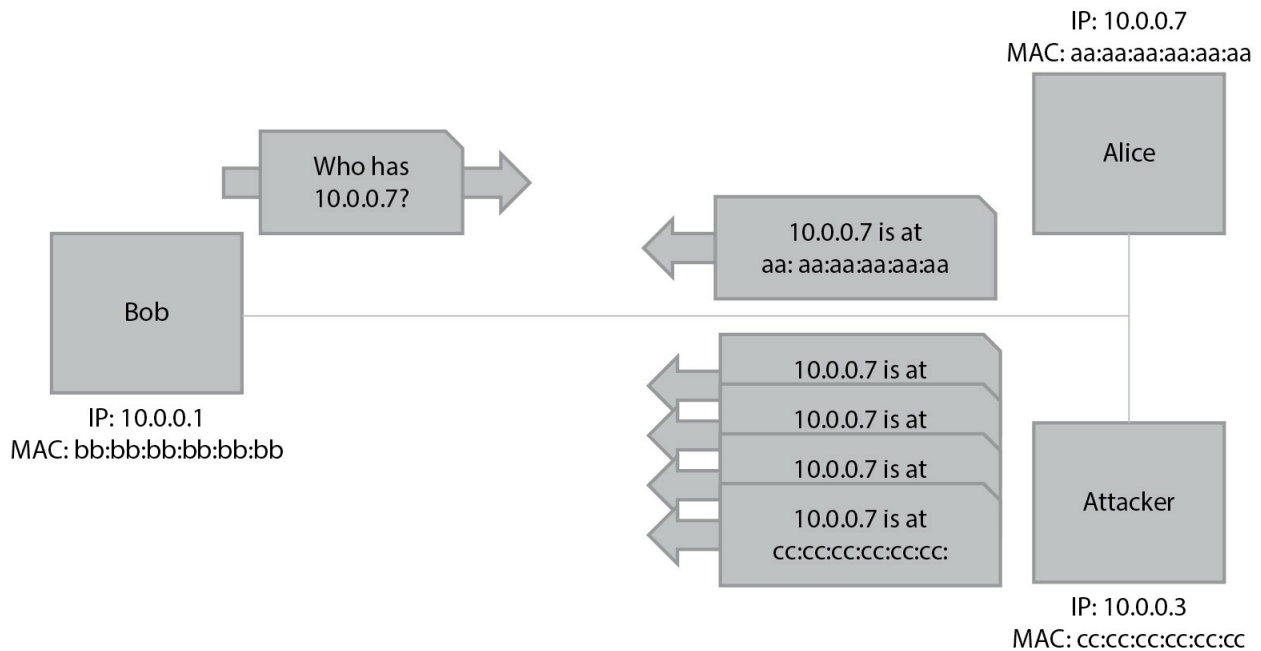 IP: 10.0.0.7
MAC: aa:aa:aa:aa:aa:aa
Alice
Who has
10.0.0.7?
10.0.0.7 is at
aa: aa:aa:aa:aa:aa
Bob
IP: 10.0.0.1
MAC: bb:bb:bb:bb:bb:bb
10.0.0.7 is at
10.0.0.7 is at
10.0.0.7 is at
10.0.0.7 is at
cc:cc:cc:cc:cc:cc:
Attacker
IP: 10.0.0.3
MAC: cc:cc:cc:cc:cc:cc